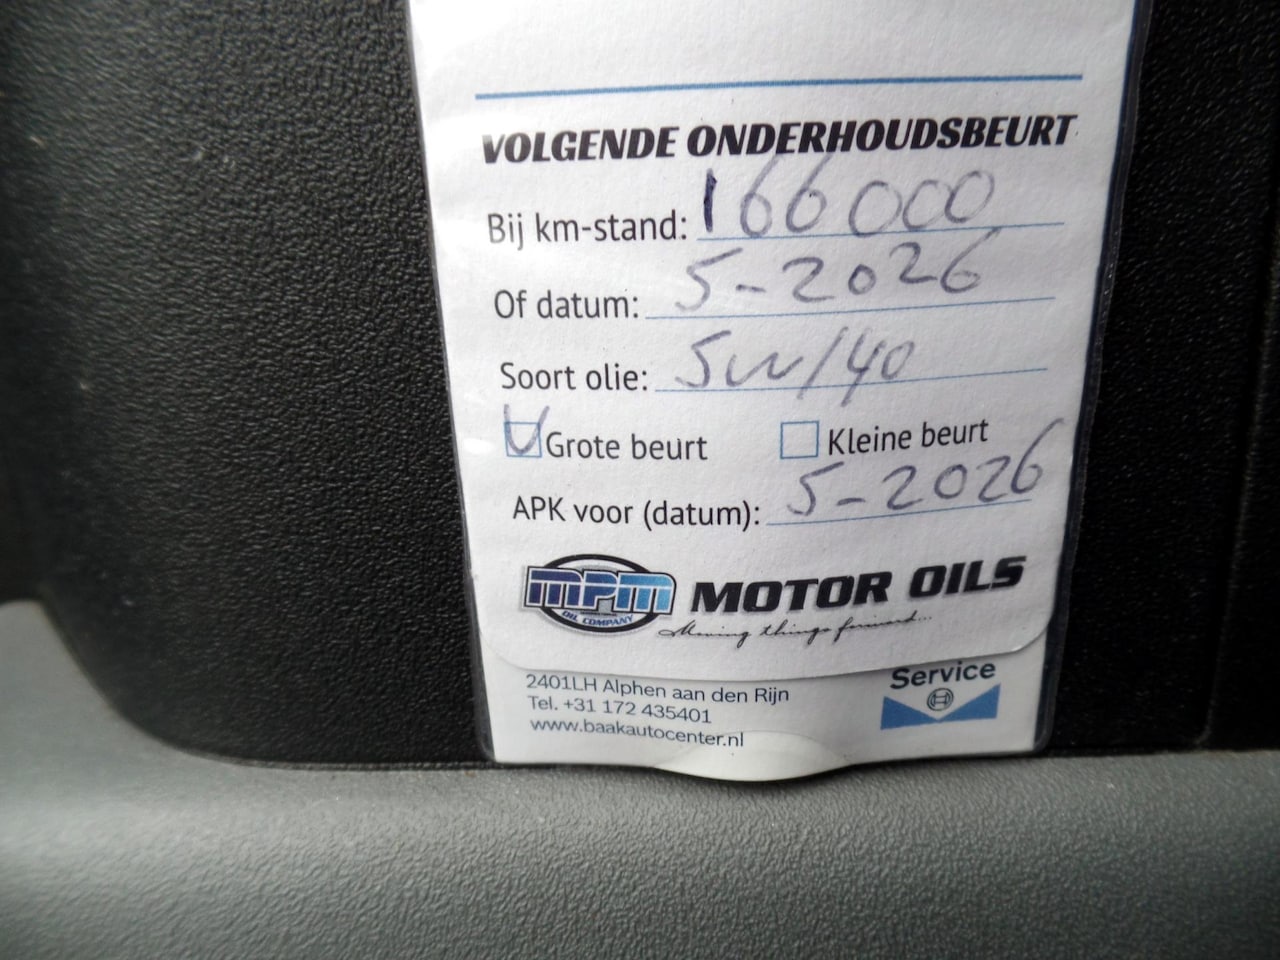 VOLGENDE ONDERHOUDSBEURT
Bij km-stand: 166000
Of datum: 5-2026
Soort olie: 5w/40
Grote beurt Kleine beurt
APK voor (datum): 5-2026
MPM OIL COMPANY MOTOR OILS
Moving things forward...
2401LH Alphen aan den Rijn
Tel. +31 172 435401
www.baakautocenter.nl
Service